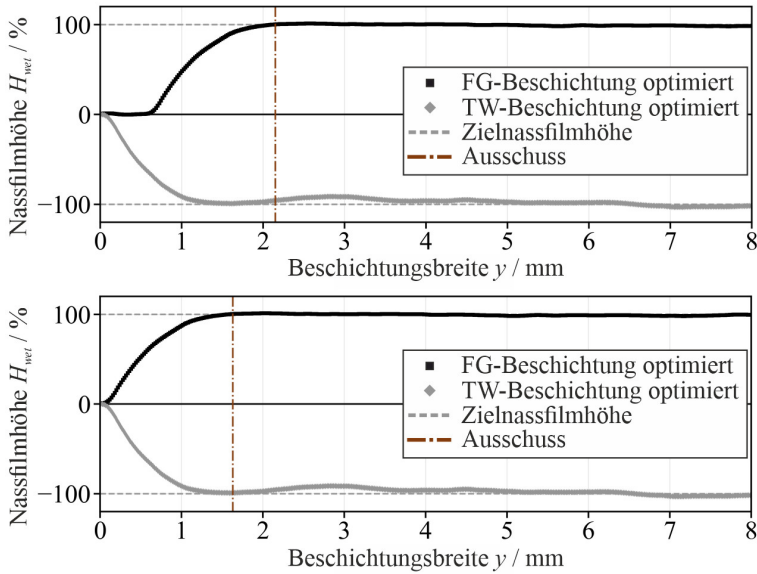 Nassfilmhöhe H_wet / %
100
0
−100
FG-Beschichtung optimiert
TW-Beschichtung optimiert
Zielnassfilmhöhe
Ausschuss
0 1 2 3 4 5 6 7 8
Beschichtungsbreite y / mm
Nassfilmhöhe H_wet / %
100
0
−100
FG-Beschichtung optimiert
TW-Beschichtung optimiert
Zielnassfilmhöhe
Ausschuss
0 1 2 3 4 5 6 7 8
Beschichtungsbreite y / mm